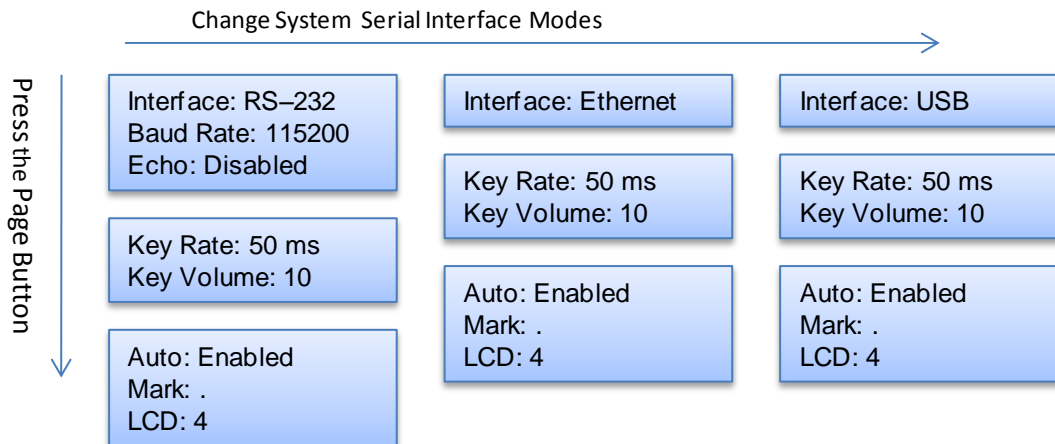 Change System Serial Interface Modes
Press the Page Button
Interface: RS–232
Baud Rate: 115200
Echo: Disabled
Key Rate: 50 ms
Key Volume: 10
Auto: Enabled
Mark: .
LCD: 4
Interface: Ethernet
Key Rate: 50 ms
Key Volume: 10
Auto: Enabled
Mark: .
LCD: 4
Interface: USB
Key Rate: 50 ms
Key Volume: 10
Auto: Enabled
Mark: .
LCD: 4